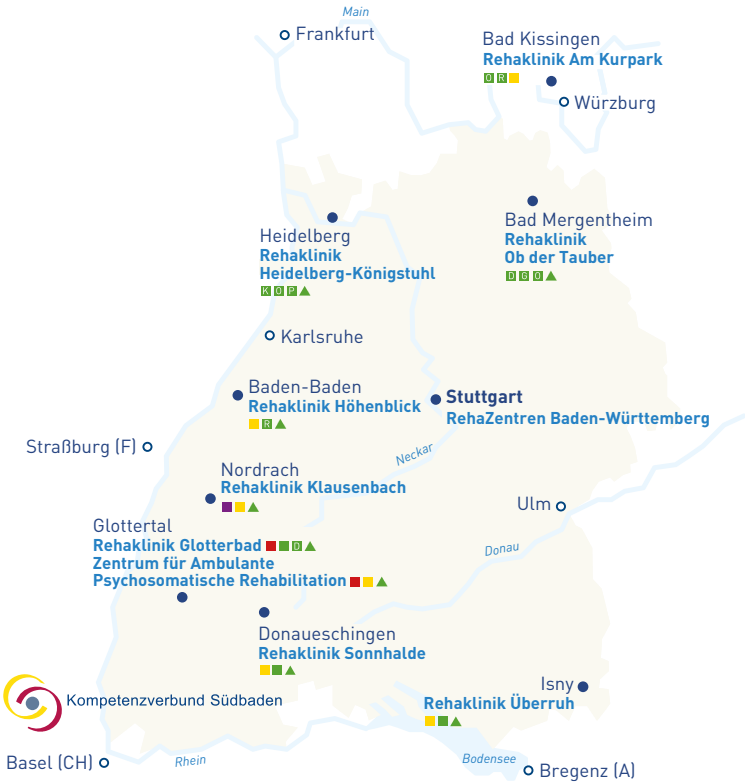 Main
Frankfurt
Bad Kissingen
Rehaklinik Am Kurpark
O R
Würzburg
Bad Mergentheim
Rehaklinik
Ob der Tauber
D G O
Heidelberg
Rehaklinik
Heidelberg-Königstuhl
K O P
Karlsruhe
Baden-Baden
Rehaklinik Höhenblick
R
Stuttgart
RehaZentren Baden-Württemberg
Straßburg (F)
Neckar
Nordrach
Rehaklinik Klausenbach
Ulm
Glottertal
Rehaklinik Glotterbad D
Zentrum für Ambulante
Psychosomatische Rehabilitation
Donau
Donaueschingen
Rehaklinik Sonnhalde
Isny
Rehaklinik Überruh
Kompetenzverbund Südbaden
Basel (CH)
Rhein
Bodensee
Bregenz (A)